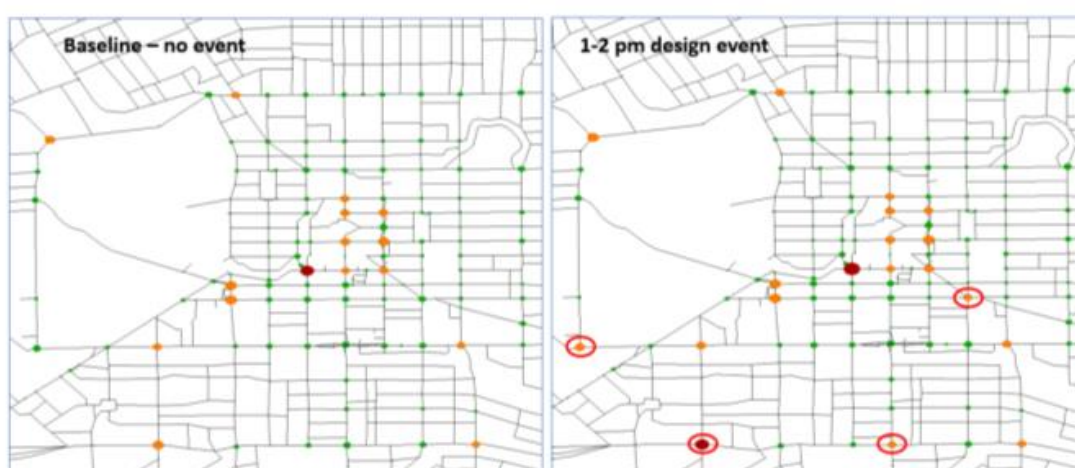 Baseline – no event
1-2 pm design event